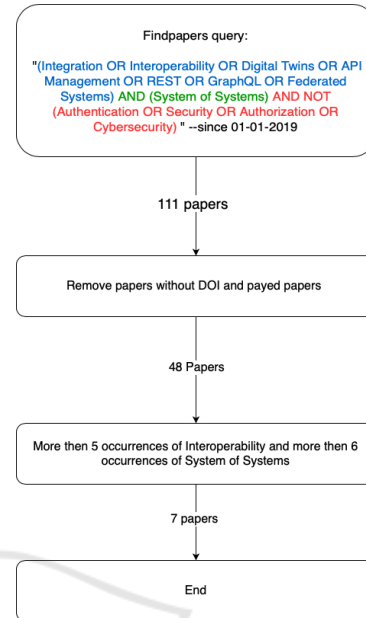 Findpapers query:
"(Integration OR Interoperability OR Digital Twins OR API
Management OR REST OR GraphQL OR Federated
Systems) AND (System of Systems) AND NOT
(Authentication OR Security OR Authorization OR
Cybersecurity) " --since 01-01-2019
111 papers
Remove papers without DOI and payed papers
48 Papers
More then 5 occurrences of Interoperability and more then 6
occurrences of System of Systems
7 papers
End